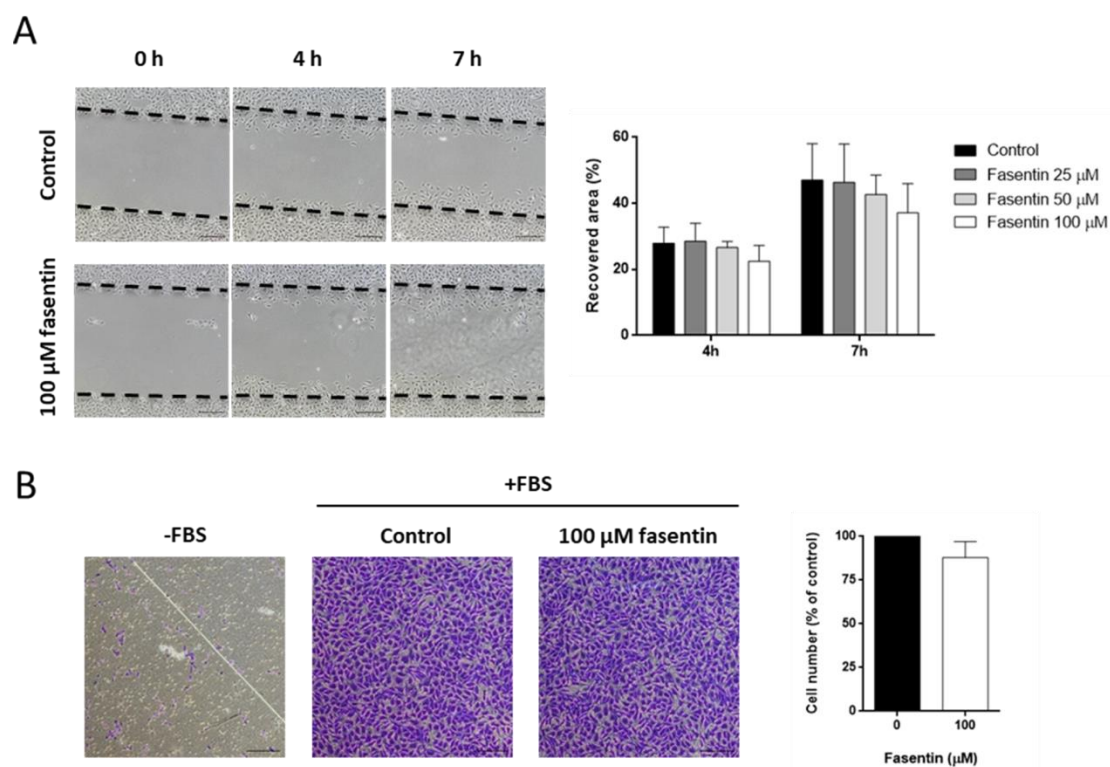 A
0 h
4 h
7 h
Control
100 µM fasentin
Recovered area (%)
60
40
20
0
4h
7h
Control
Fasentin 25 µM
Fasentin 50 µM
Fasentin 100 µM
B
+FBS
-FBS
Control
100 µM fasentin
Cell number (% of control)
100
75
50
25
0
0
100
Fasentin (µM)